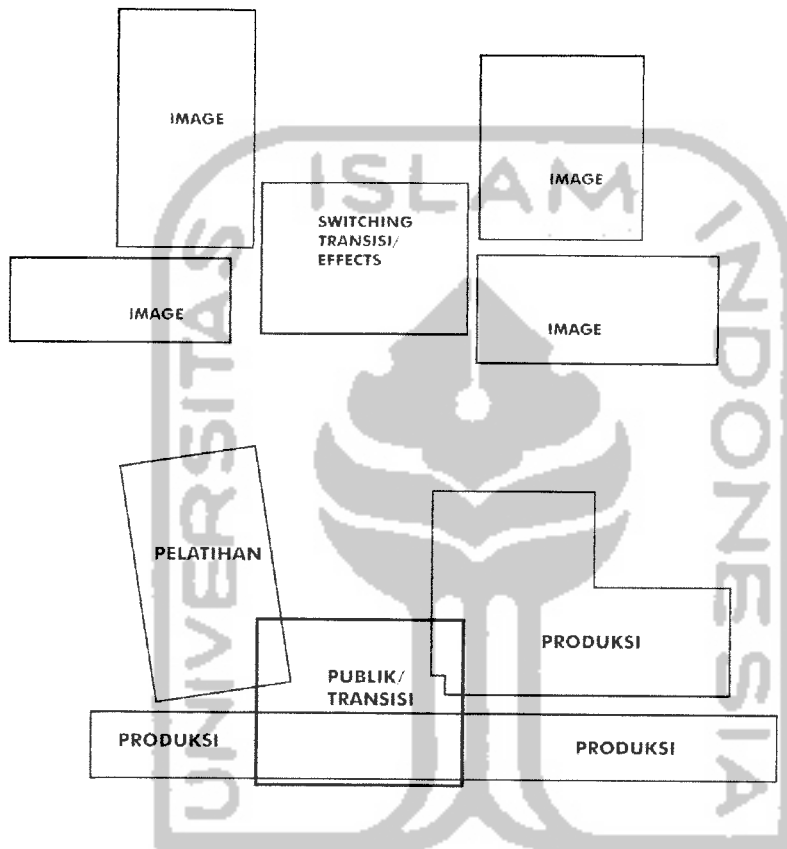 IMAGE
IMAGE
SWITCHING
TRANSISI/
EFFECTS
IMAGE
IMAGE
PELATIHAN
PRODUKSI
PUBLIK/
TRANSISI
PRODUKSI
PRODUKSI
UNIVERSITAS
ISLAM
INDONESIA